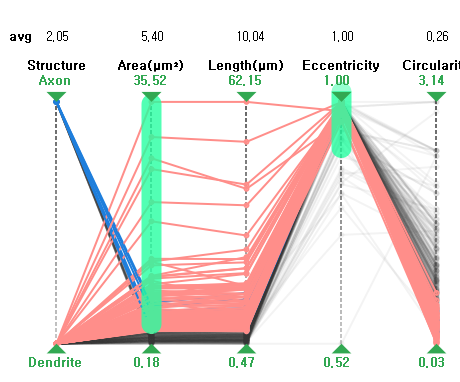 avg 2,05 5,40 10,04 1,00 0,26
Structure Area(μm²) Length(μm) Eccentricity Circularit
Axon 35,52 62,15 1,00 3,14
Dendrite 0,18 0,47 0,52 0,03